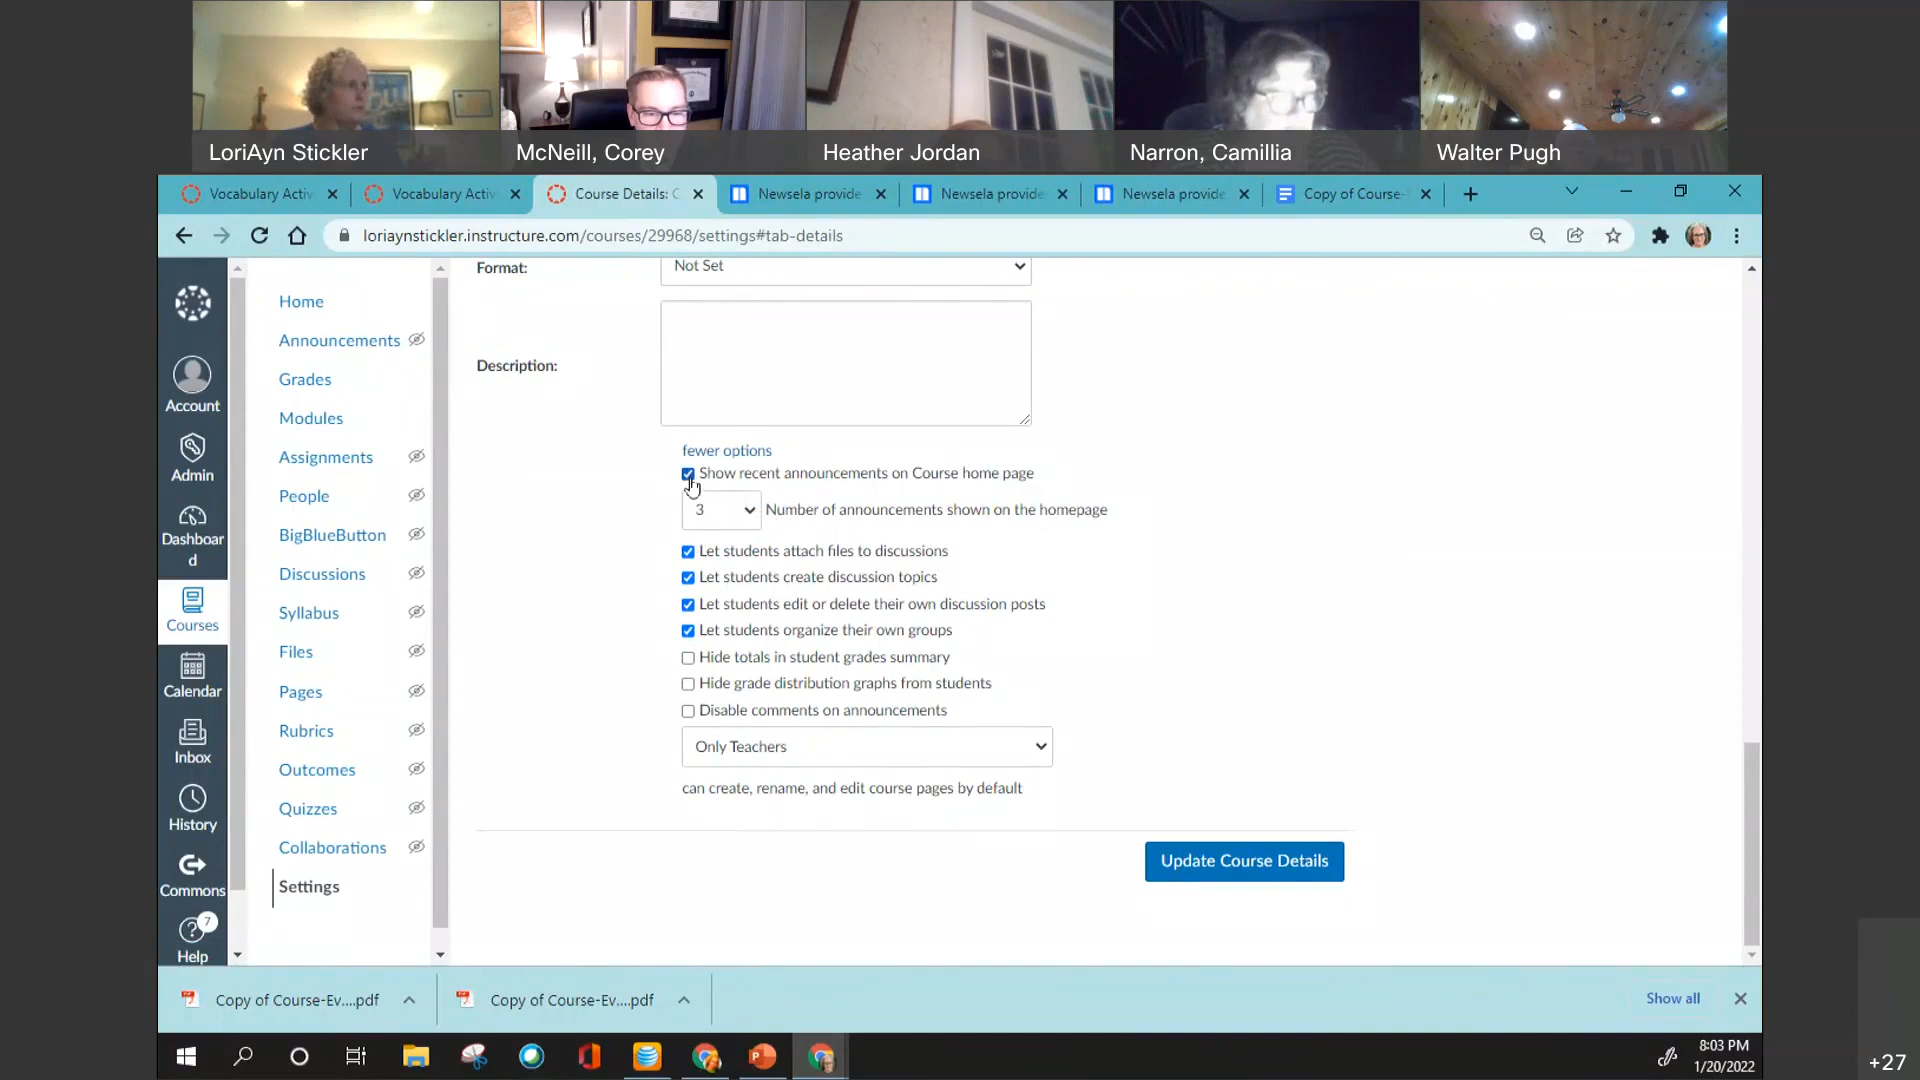 LoriAyn Stickler
McNeill, Corey
Heather Jordan
Narron, Camillia
Walter Pugh
Vocabulary Activ
Vocabulary Activ
Course Details: C
Newsela provide
Newsela provide
Newsela provide
Copy of Course-
loriaynstickler.instructure.com/courses/29968/settings#tab-details
Account
Admin
Dashboar
d
Courses
Calendar
Inbox
History
Commons
7
Help
Home
Announcements
Grades
Modules
Assignments
People
BigBlueButton
Discussions
Syllabus
Files
Pages
Rubrics
Outcomes
Quizzes
Collaborations
Settings
Format:
Not Set
Description:
fewer options
Show recent announcements on Course home page
3
Number of announcements shown on the homepage
Let students attach files to discussions
Let students create discussion topics
Let students edit or delete their own discussion posts
Let students organize their own groups
Hide totals in student grades summary
Hide grade distribution graphs from students
Disable comments on announcements
Only Teachers
can create, rename, and edit course pages by default
Update Course Details
Copy of Course-Ev....pdf
Copy of Course-Ev....pdf
Show all
8:03 PM
1/20/2022
+27